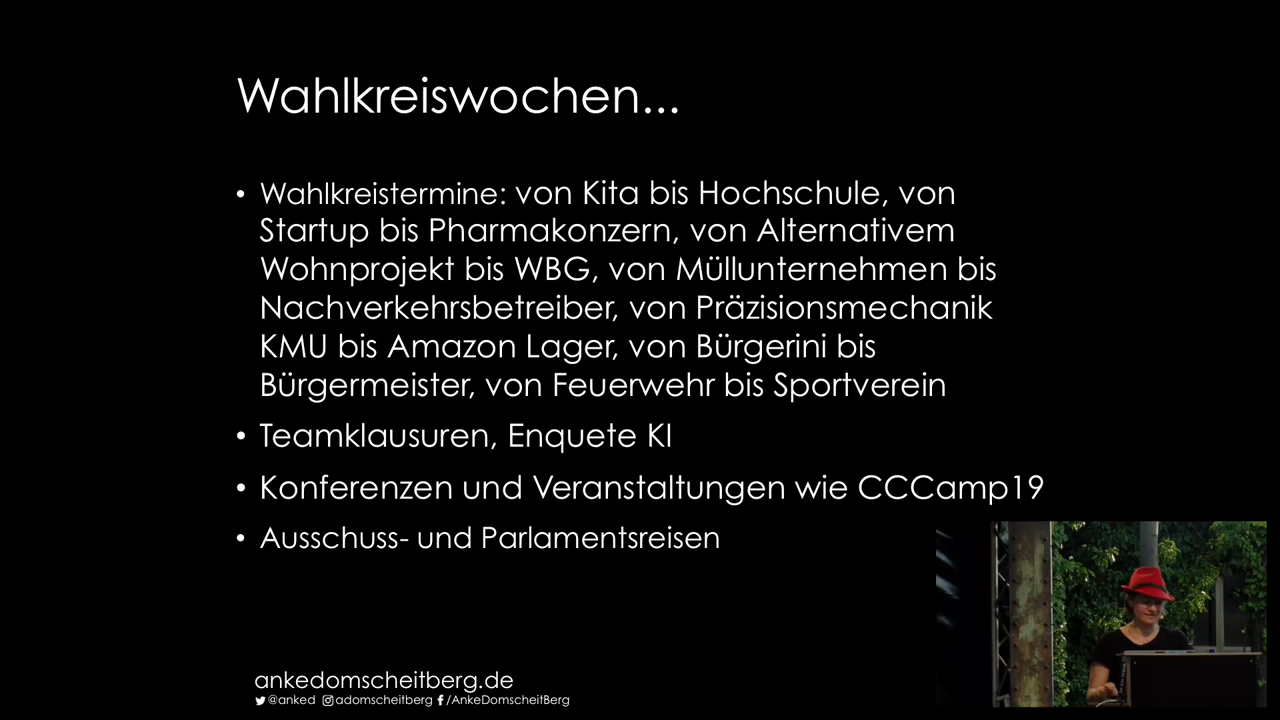 Wahlkreiswochen...
• Wahlkreistermine: von Kita bis Hochschule, von
Startup bis Pharmakonzern, von Alternativem
Wohnprojekt bis WBG, von Müllunternehmen bis
Nachverkehrsbetreiber, von Präzisionsmechanik
KMU bis Amazon Lager, von Bürgerini bis
Bürgermeister, von Feuerwehr bis Sportverein
• Teamklausuren, Enquete KI
• Konferenzen und Veranstaltungen wie CCCamp19
• Ausschuss- und Parlamentsreisen
ankedomscheitberg.de
@anked adomscheitberg /AnkeDomscheitBerg